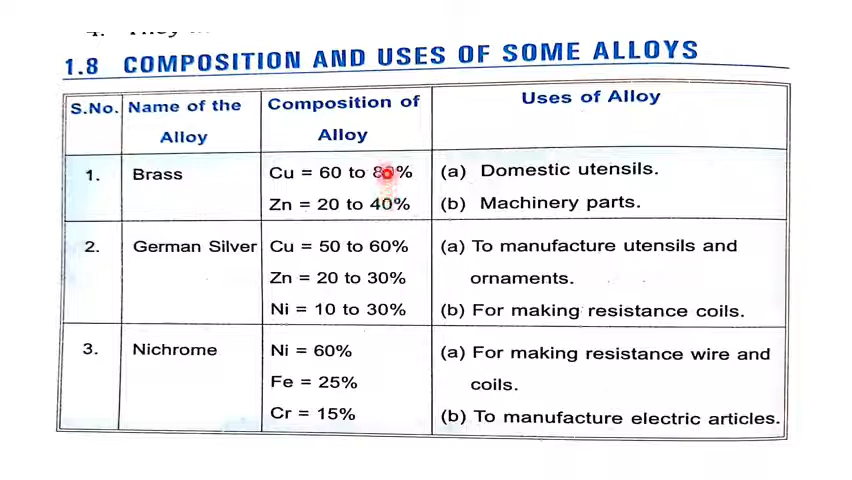 4. They
1.8 COMPOSITION AND USES OF SOME ALLOYS
S.No. Name of the Alloy Composition of Alloy Uses of Alloy
1. Brass Cu = 60 to 80% (a) Domestic utensils.
Zn = 20 to 40% (b) Machinery parts.
2. German Silver Cu = 50 to 60% (a) To manufacture utensils and
Zn = 20 to 30% ornaments.
Ni = 10 to 30% (b) For making resistance coils.
3. Nichrome Ni = 60% (a) For making resistance wire and
Fe = 25% coils.
Cr = 15% (b) To manufacture electric articles.